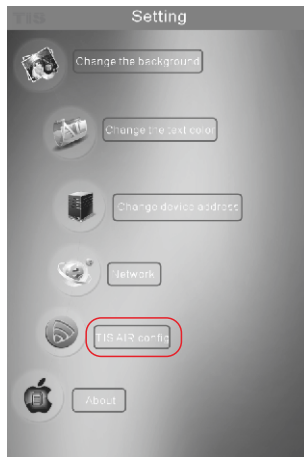 TIS
Setting
Change the background
Change the text color
Change device address
Network
TIS AIR config
About